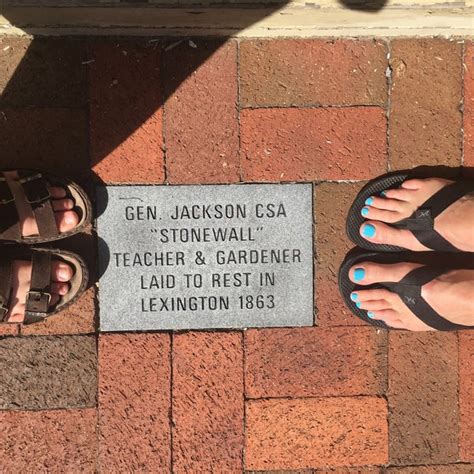 GEN. JACKSON CSA
"STONEWALL"
TEACHER & GARDENER
LAID TO REST IN
LEXINGTON 1863